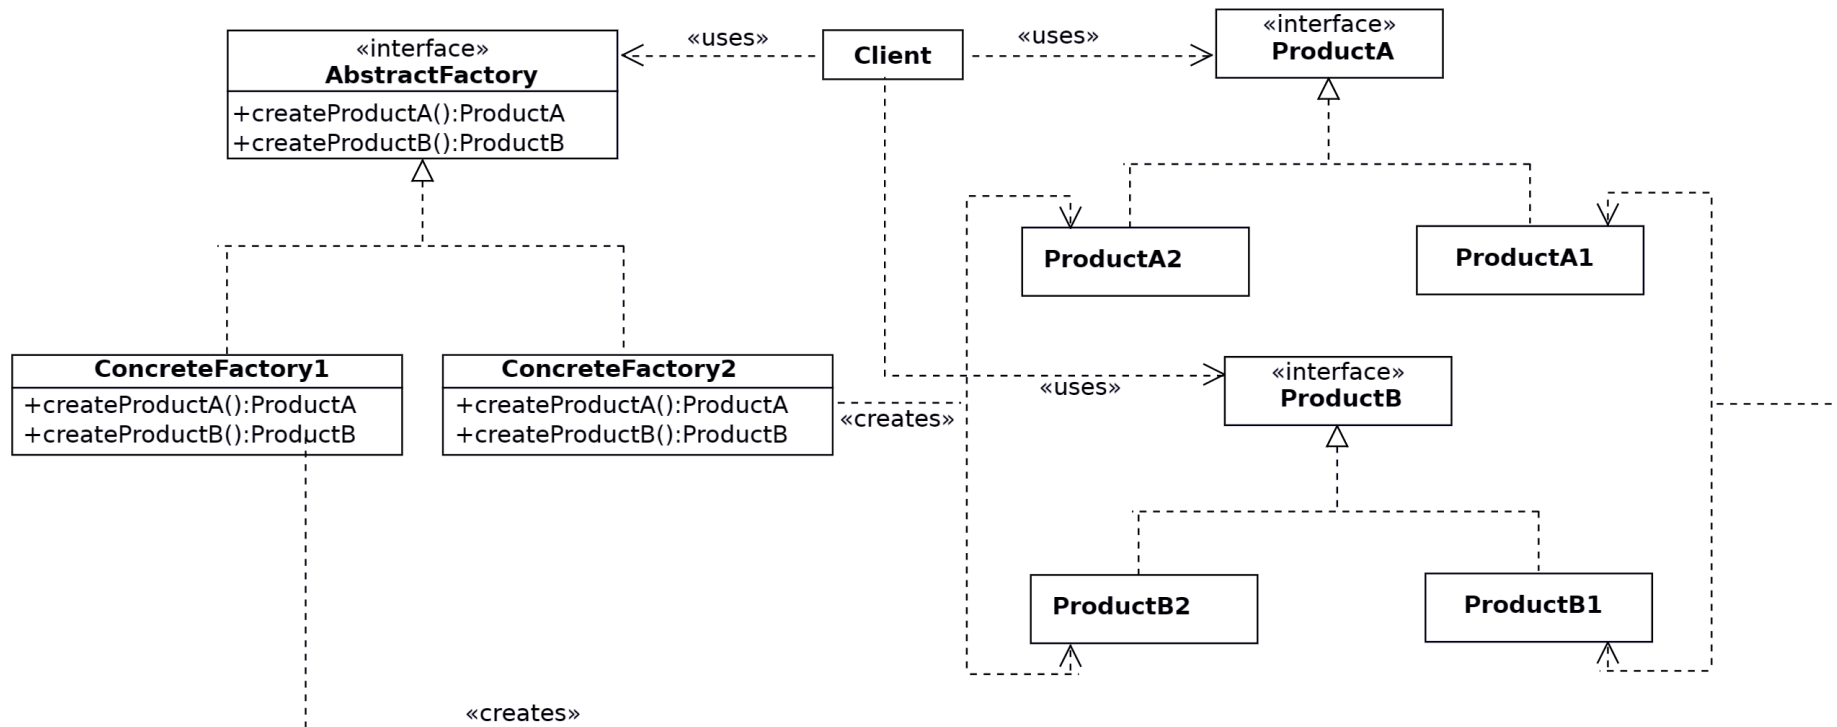 «interface»
AbstractFactory
+createProductA():ProductA
+createProductB():ProductB
«uses»
Client
«uses»
«interface»
ProductA
ProductA2
ProductA1
ConcreteFactory1
+createProductA():ProductA
+createProductB():ProductB
ConcreteFactory2
+createProductA():ProductA
+createProductB():ProductB
«creates»
«uses»
«interface»
ProductB
ProductB2
ProductB1
«creates»